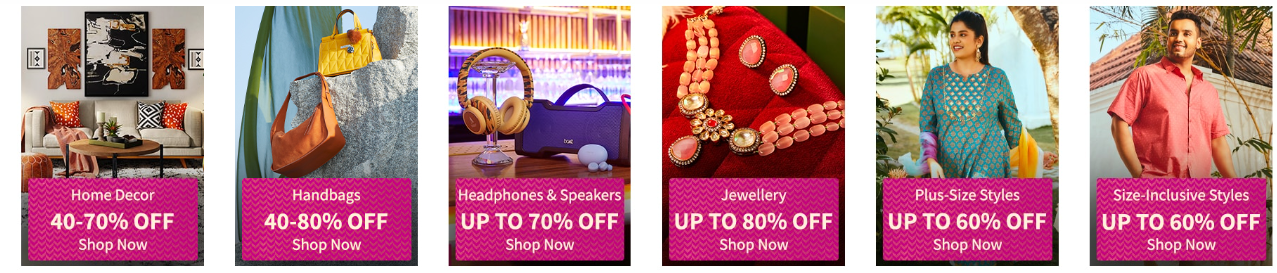 Home Decor
40-70% OFF
Shop Now
Handbags
40-80% OFF
Shop Now
boAt
Headphones & Speakers
UP TO 70% OFF
Shop Now
Jewellery
UP TO 80% OFF
Shop Now
Plus-Size Styles
UP TO 60% OFF
Shop Now
Size-Inclusive Styles
UP TO 60% OFF
Shop Now